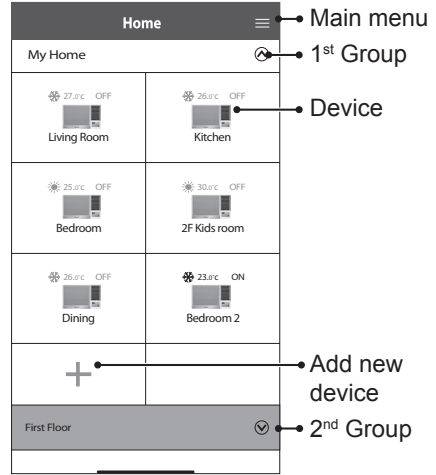 Home
Main menu
My Home
1st Group
27.0°C OFF
Living Room
26.0°C OFF
Kitchen
Device
25.0°C OFF
Bedroom
30.0°C OFF
2F Kids room
26.0°C OFF
Dining
23.0°C ON
Bedroom 2
+
Add new
device
First Floor
2nd Group